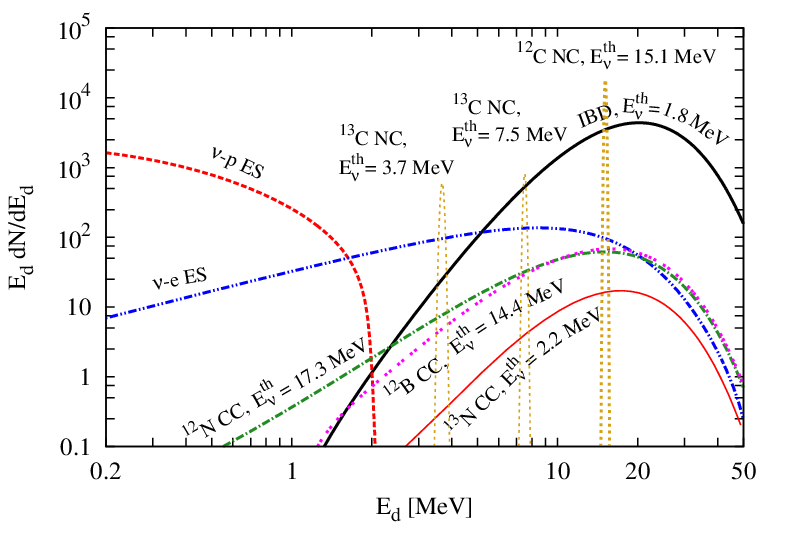 10^5
10^4
10^3
10^2
10
1
0.1
E_d dN/dE_d
^12C NC, E_ν^th = 15.1 MeV
^13C NC,
E_ν^th = 7.5 MeV
IBD, E_ν^th = 1.8 MeV
^13C NC,
E_ν^th = 3.7 MeV
ν-p ES
ν-e ES
^12N CC, E_ν^th = 17.3 MeV
^12B CC, E_ν^th = 14.4 MeV
^13N CC, E_ν^th = 2.2 MeV
0.2 1 10 20 50
E_d [MeV]